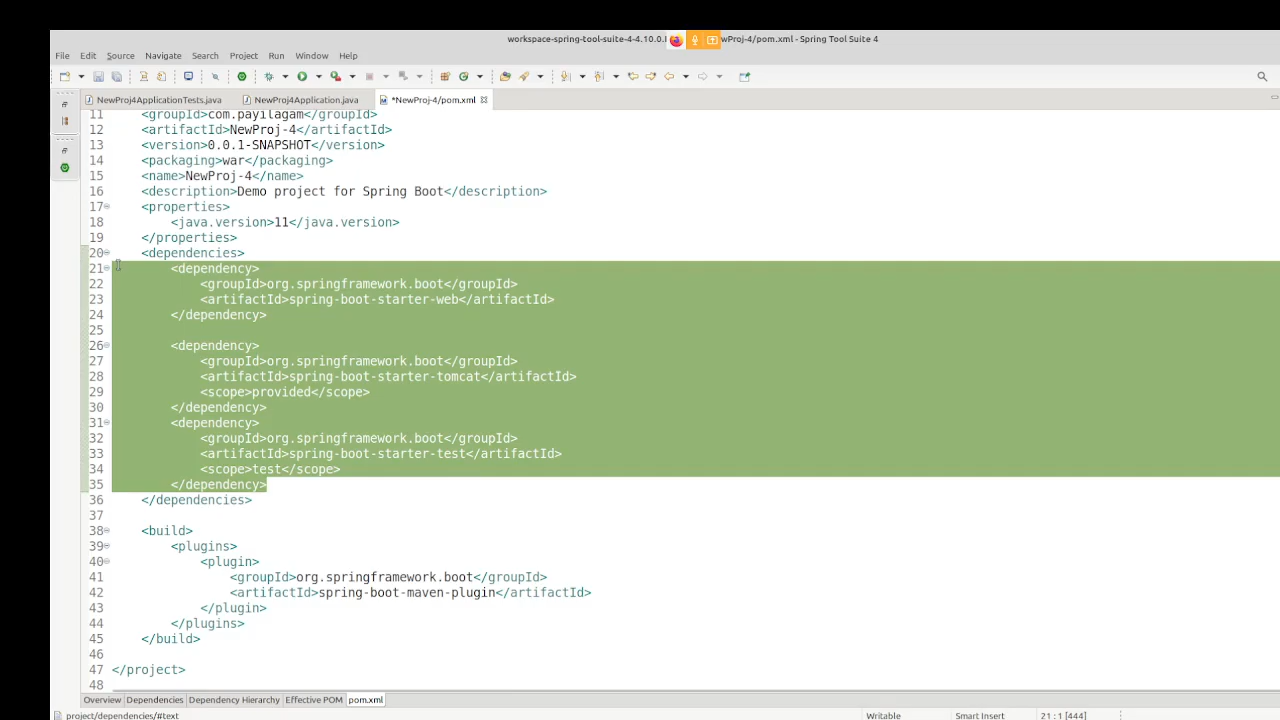 workspace-spring-tool-suite-4-4.10.0. wProj-4/pom.xml - Spring Tool Suite 4
File Edit Source Navigate Search Project Run Window Help
NewProj4ApplicationTests.java NewProj4Application.java *NewProj-4/pom.xml
11 <groupId>com.payilagam</groupId>
12 <artifactId>NewProj-4</artifactId>
13 <version>0.0.1-SNAPSHOT</version>
14 <packaging>war</packaging>
15 <name>NewProj-4</name>
16 <description>Demo project for Spring Boot</description>
17 <properties>
18 <java.version>11</java.version>
19 </properties>
20 <dependencies>
21 <dependency>
22 <groupId>org.springframework.boot</groupId>
23 <artifactId>spring-boot-starter-web</artifactId>
24 </dependency>
25
26 <dependency>
27 <groupId>org.springframework.boot</groupId>
28 <artifactId>spring-boot-starter-tomcat</artifactId>
29 <scope>provided</scope>
30 </dependency>
31 <dependency>
32 <groupId>org.springframework.boot</groupId>
33 <artifactId>spring-boot-starter-test</artifactId>
34 <scope>test</scope>
35 </dependency>
36 </dependencies>
37
38 <build>
39 <plugins>
40 <plugin>
41 <groupId>org.springframework.boot</groupId>
42 <artifactId>spring-boot-maven-plugin</artifactId>
43 </plugin>
44 </plugins>
45 </build>
46
47 </project>
48
Overview Dependencies Dependency Hierarchy Effective POM pom.xml
project/dependencies/#text Writable Smart Insert 21 : 1 [444]